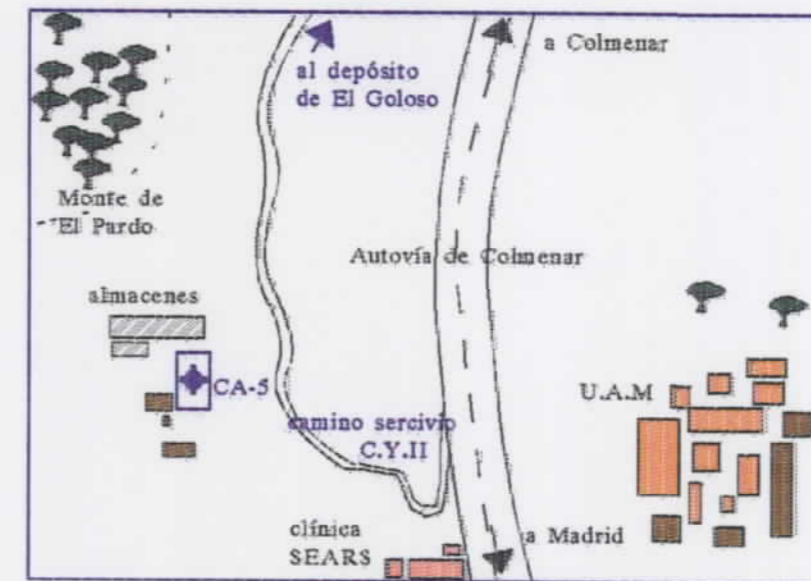 a Colmenar
al depósito
de El Goloso
Monte de
El Pardo
Autovía de Colmenar
almacenes
CA-5
U.A.M
camino sercivio
C.Y.II
clínica
SEARS
a Madrid